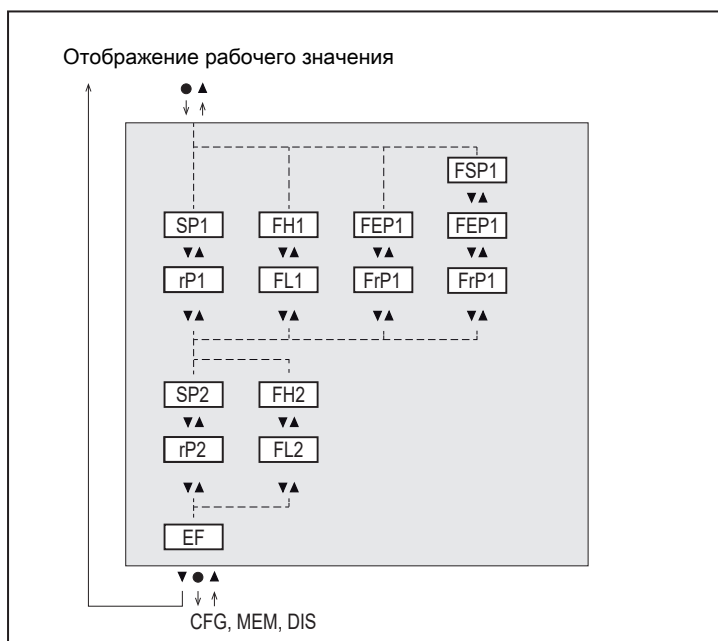 Отображение рабочего значения
FSP1
SP1 FH1 FEP1 FEP1
rP1 FL1 FrP1 FrP1
SP2 FH2
rP2 FL2
EF
CFG, MEM, DIS